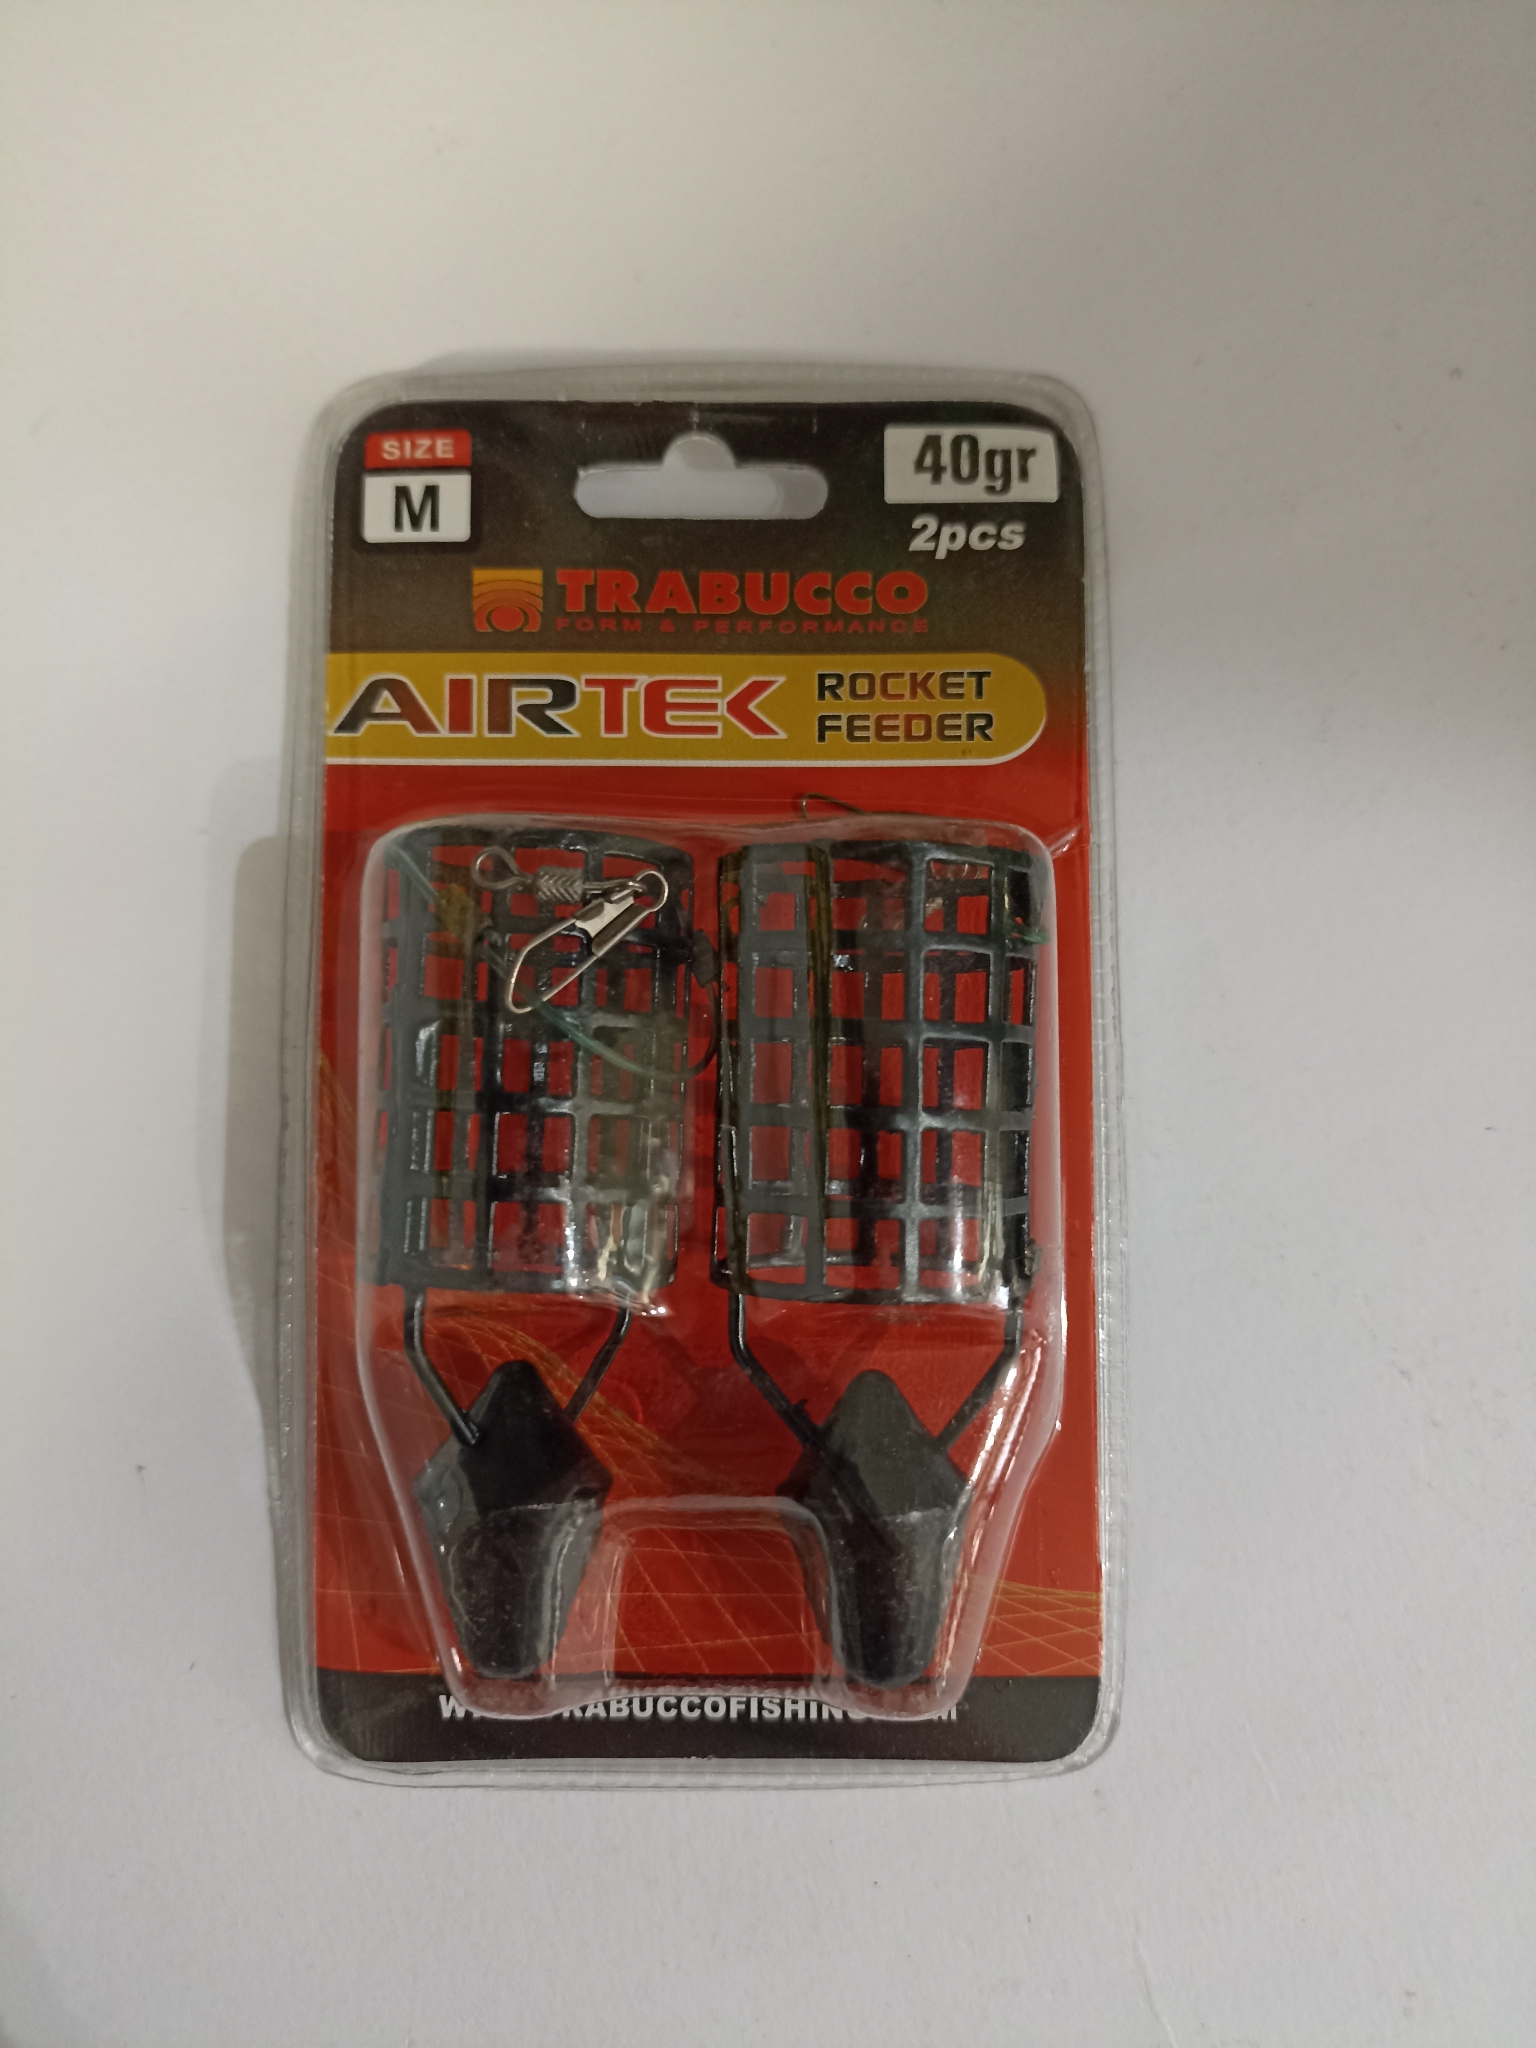 SIZE
M
40gr
2pcs
TRABUCCO
FORM & PERFORMANCE
AIRTEK
ROCKET
FEEDER